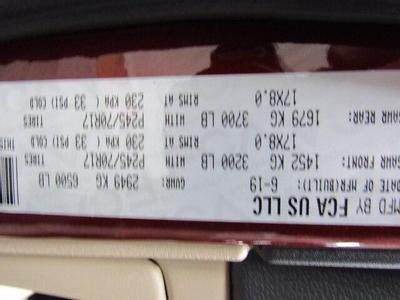 MFD BY FCA US LLC
DATE OF MFR(BUILT): 6-19 GVWR: 2949 KG 6500 LB
GAWR FRONT: 1452 KG 3200 LB WITH P245/70R17 TIRES
17X8.0 RIMS AT 230 KPA ( 33 PSI) COLD
GAWR REAR: 1679 KG 3700 LB WITH P245/70R17 TIRES
17X8.0 RIMS AT 230 KPA ( 33 PSI) COLD